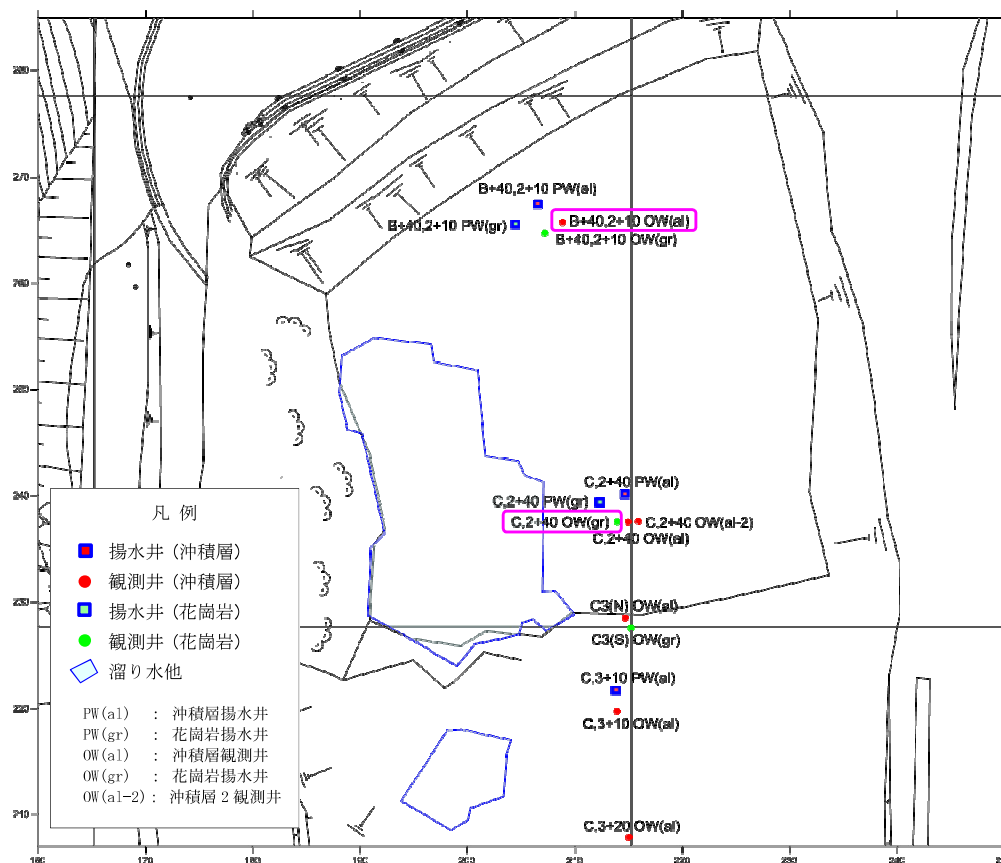 280
270
B+40,2+10 PW(al)
B+40,2+10 OW(al)
B+40,2+10 PW(gr)
B+40,2+10 OW(gr)
260
250
C,2+40 PW(al)
240
C,2+40 PW(gr)
C,2+40 OW(gr)
C,2+40 OW(al-2)
C,2+40 OW(al)
凡 例
揚水井 (沖積層)
観測井 (沖積層)
揚水井 (花崗岩)
観測井 (花崗岩)
溜り水他
PW(al) : 沖積層揚水井
PW(gr) : 花崗岩揚水井
OW(al) : 沖積層観測井
OW(gr) : 花崗岩揚水井
OW(al-2) : 沖積層2観測井
230
C3(N) OW(al)
C3(S) OW(gr)
C,3+10 PW(al)
220
C,3+10 OW(al)
210
C,3+20 OW(al)
160 170 190 200 210 220 230 240